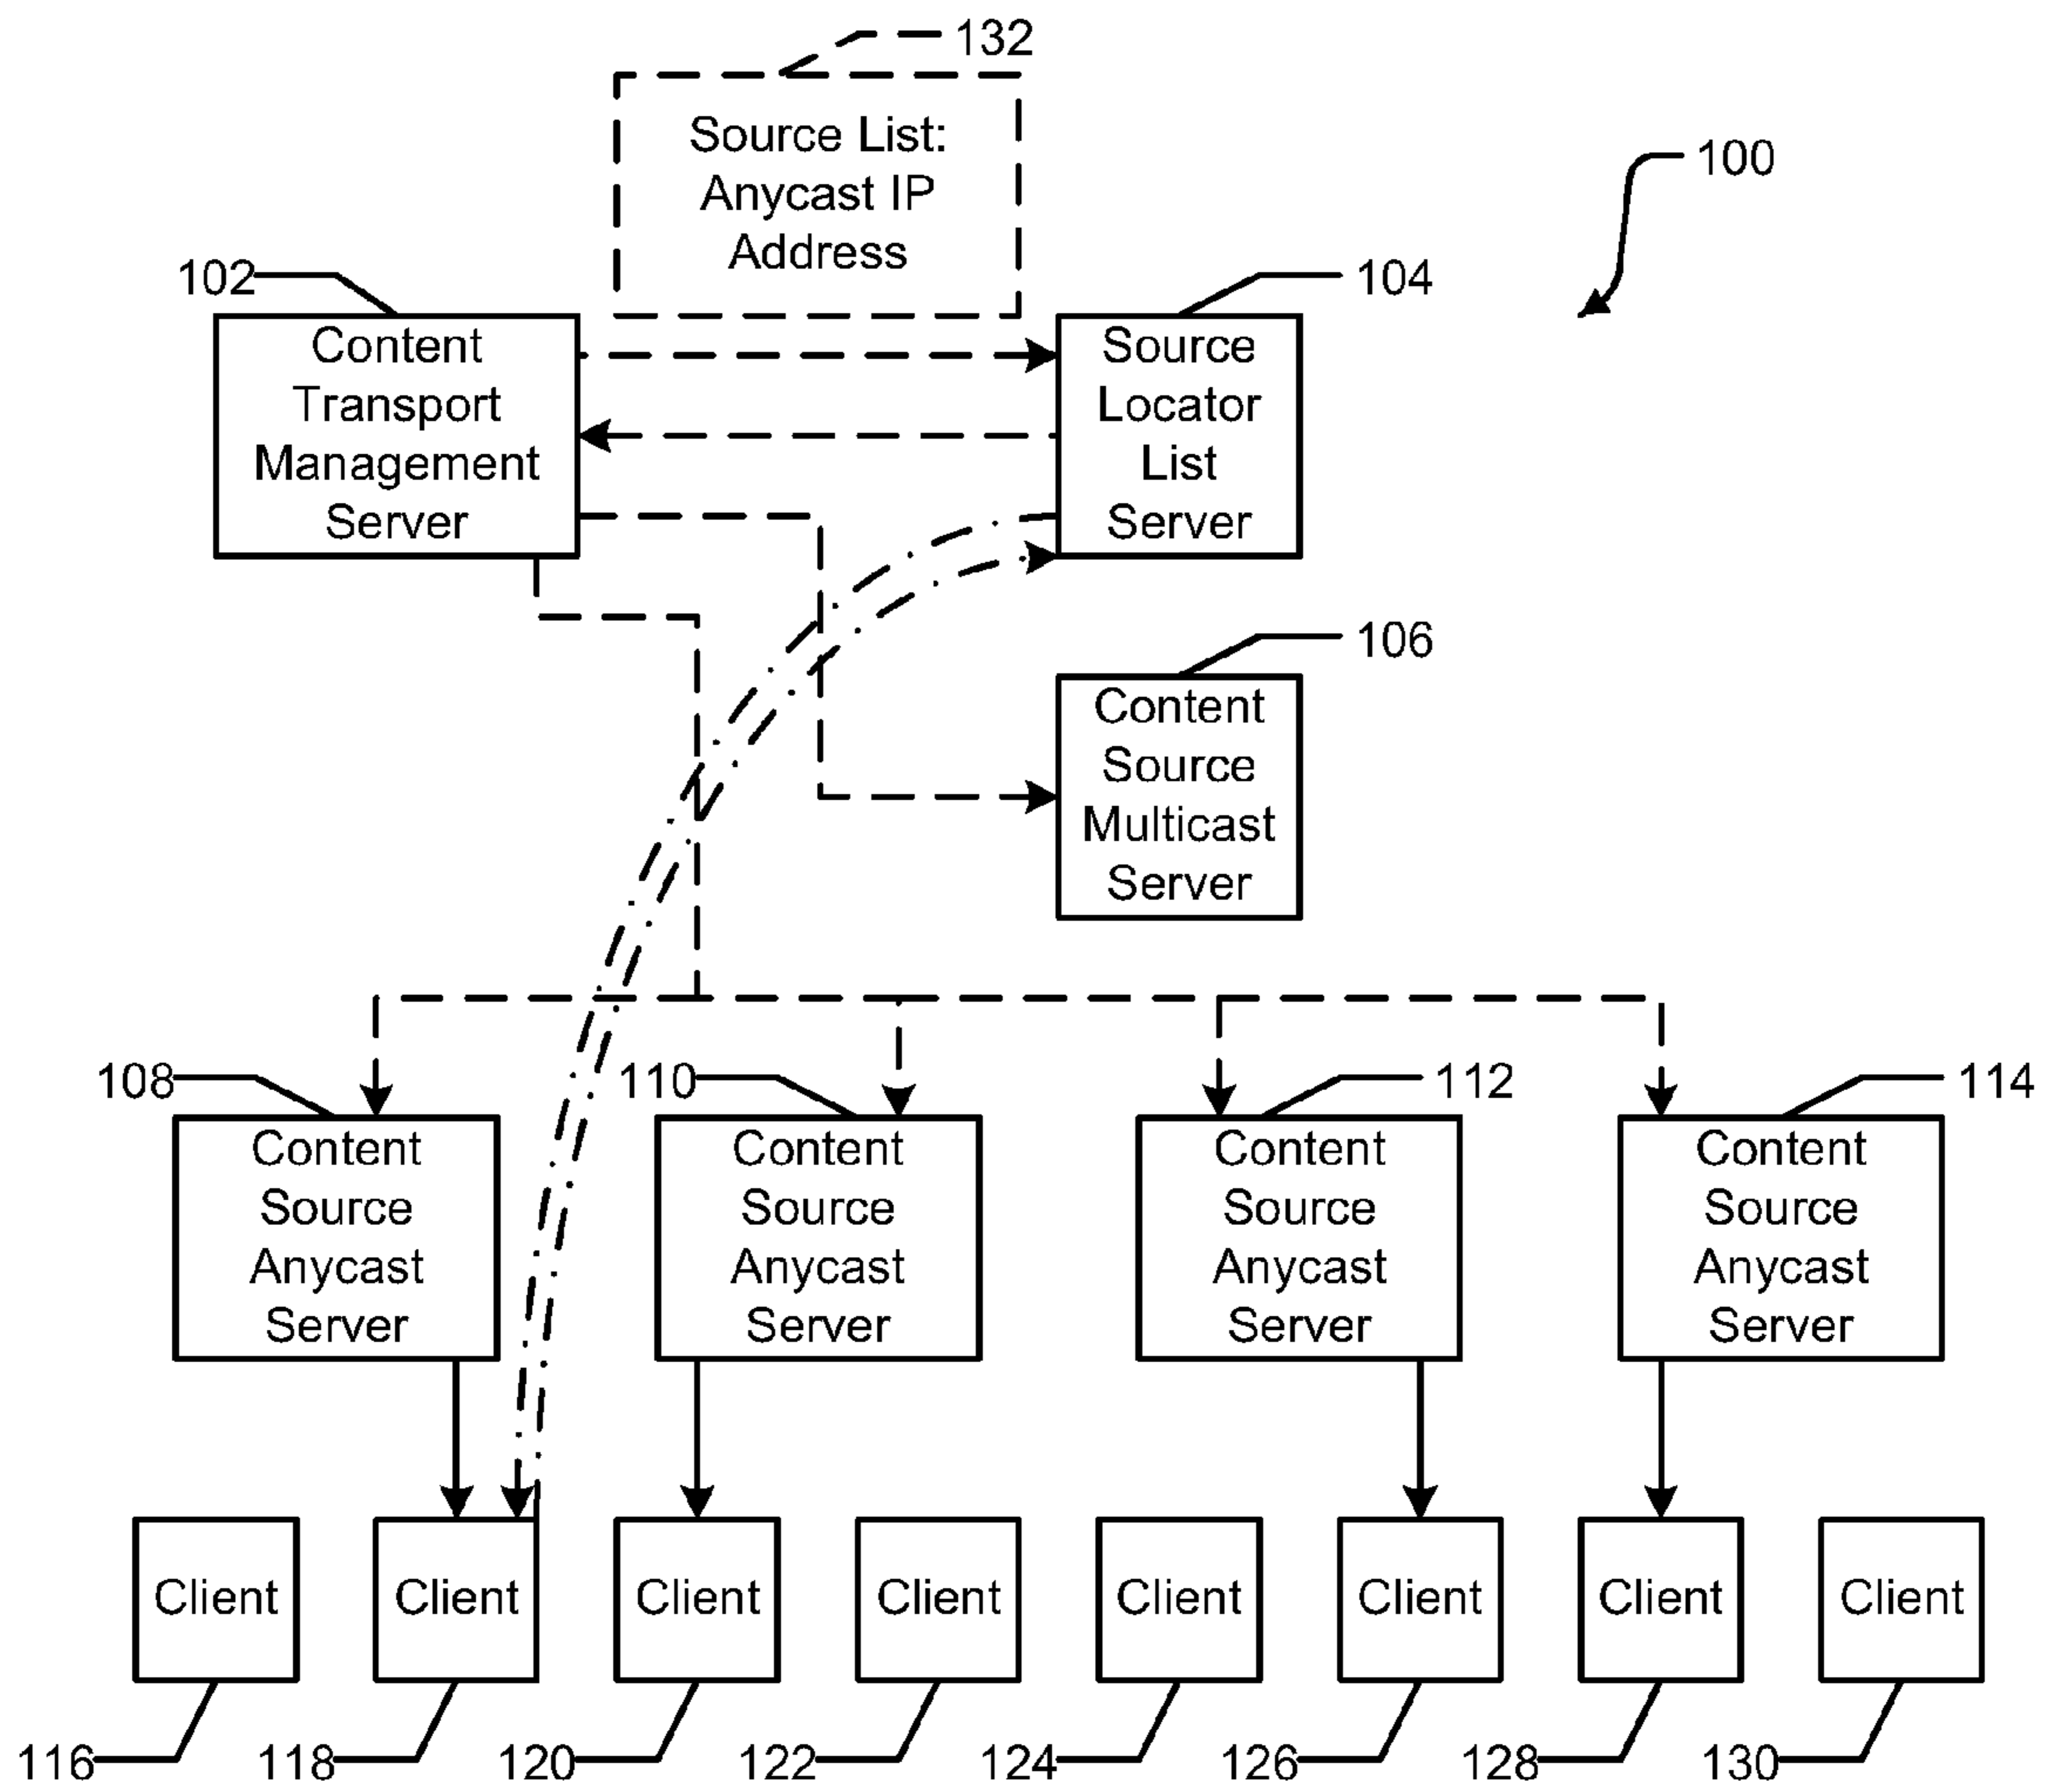 132
Source List:
Anycast IP
Address
100
102
104
Content
Transport
Management
Server
Source
Locator
List
Server
106
Content
Source
Multicast
Server
108
110
112
114
Content
Source
Anycast
Server
Content
Source
Anycast
Server
Content
Source
Anycast
Server
Content
Source
Anycast
Server
Client
Client
Client
Client
Client
Client
Client
Client
116
118
120
122
124
126
128
130